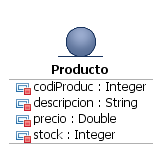 Producto
codiProduc : Integer
descripcion : String
precio : Double
stock : Integer